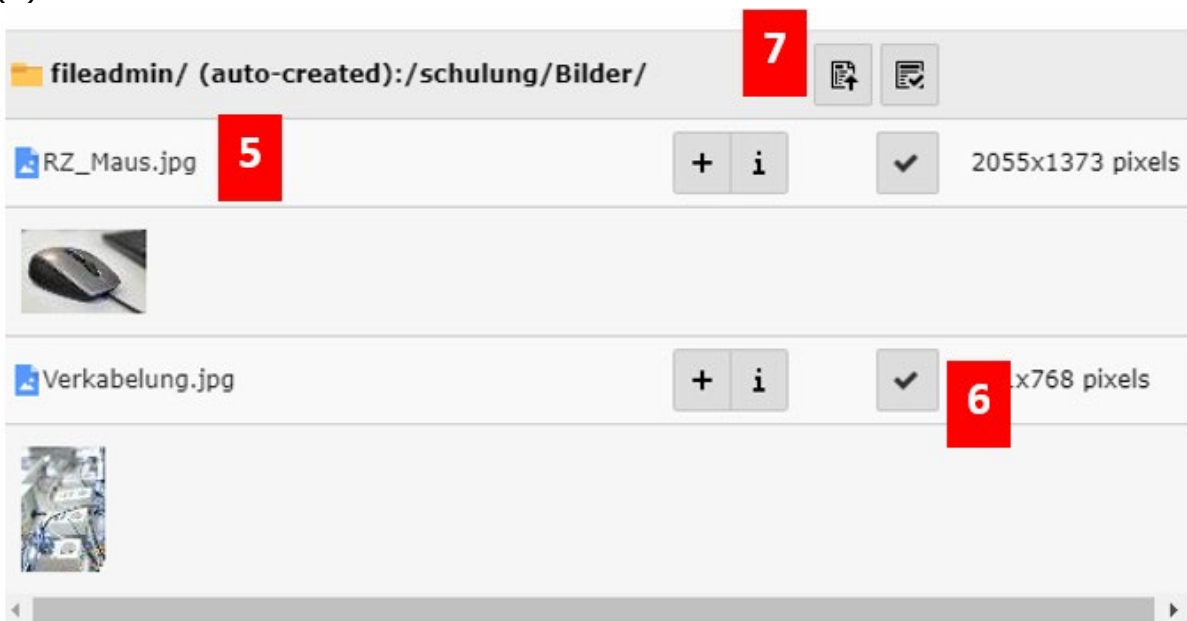 7
fileadmin/ (auto-created):/schulung/Bilder/
RZ_Maus.jpg 5 + i 2055x1373 pixels
Verkabelung.jpg + i 6 x768 pixels